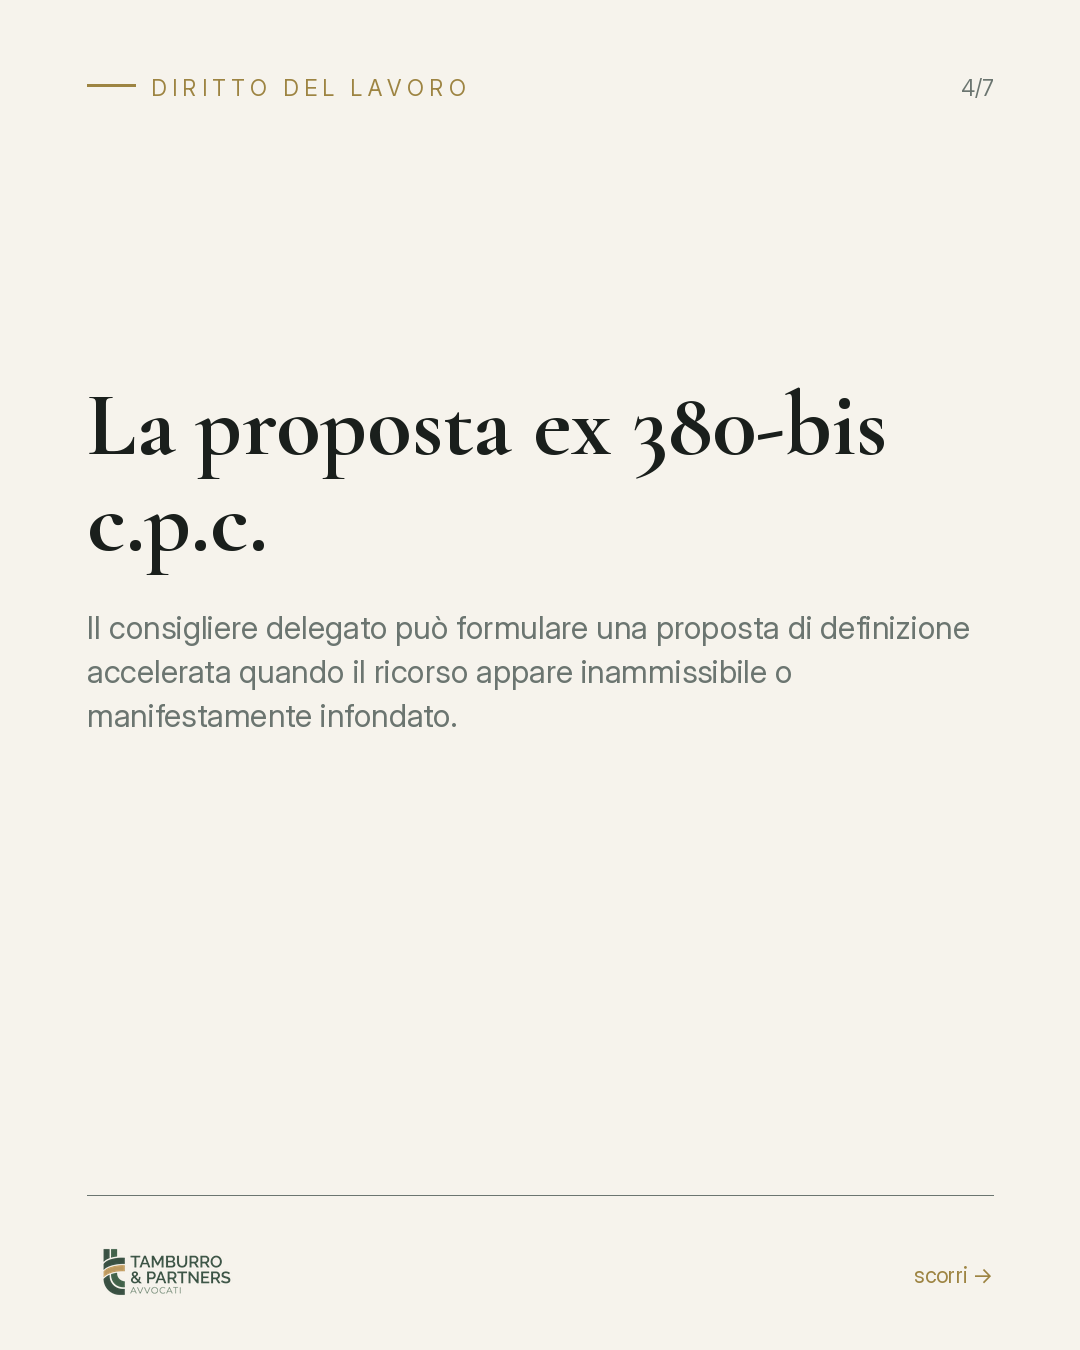 DIRITTO DEL LAVORO
4/7
La proposta ex 380-bis
c.p.c.
Il consigliere delegato può formulare una proposta di definizione
accelerata quando il ricorso appare inammissibile o
manifestamente infondato.
TAMBURRO
& PARTNERS
AVVOCATI
scorri →